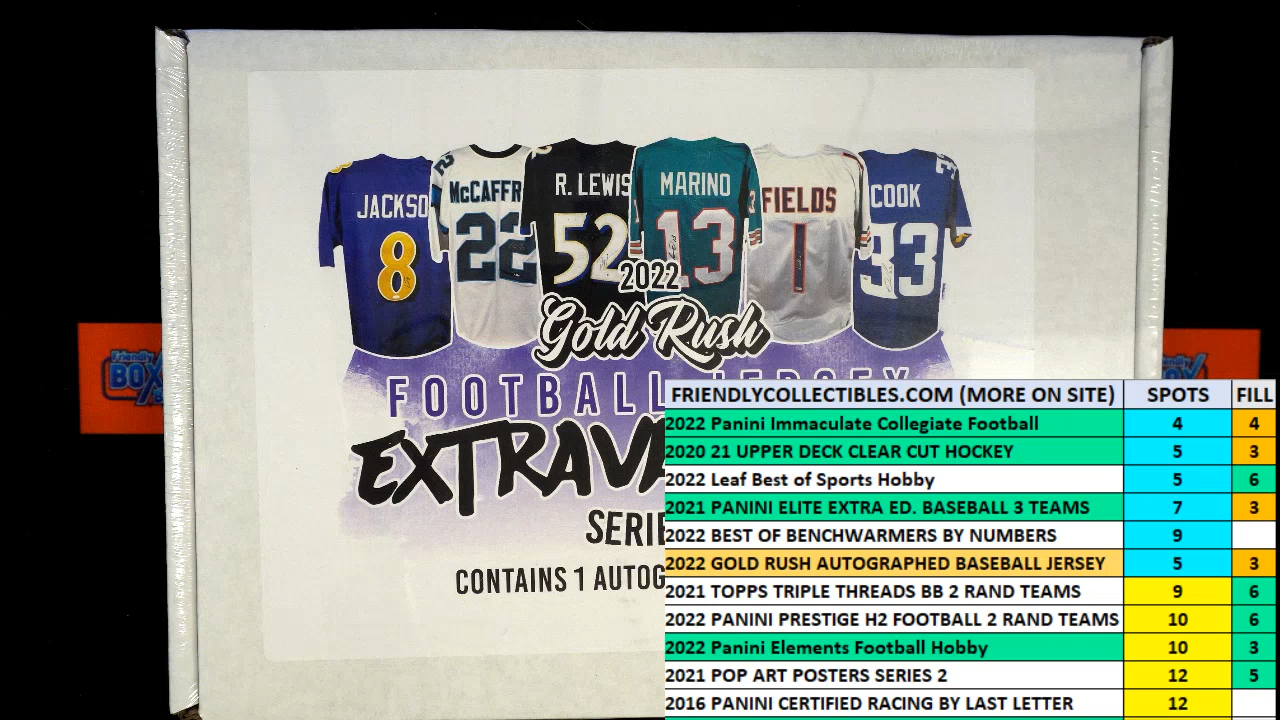 JACKSO
McCAFFR
R. LEWIS
MARINO
FIELDS
COOK
8
22
52
13
1
33
2022
Gold Rush
FOOTBALL JERSEY
EXTRAVA
SERIE
CONTAINS 1 AUTOG
Friendly
BOX
FRIENDLYCOLLECTIBLES.COM (MORE ON SITE) SPOTS FILL
2022 Panini Immaculate Collegiate Football 4 4
2020 21 UPPER DECK CLEAR CUT HOCKEY 5 3
2022 Leaf Best of Sports Hobby 5 6
2021 PANINI ELITE EXTRA ED. BASEBALL 3 TEAMS 7 3
2022 BEST OF BENCHWARMERS BY NUMBERS 9
2022 GOLD RUSH AUTOGRAPHED BASEBALL JERSEY 5 3
2021 TOPPS TRIPLE THREADS BB 2 RAND TEAMS 9 6
2022 PANINI PRESTIGE H2 FOOTBALL 2 RAND TEAMS 10 6
2022 Panini Elements Football Hobby 10 3
2021 POP ART POSTERS SERIES 2 12 5
2016 PANINI CERTIFIED RACING BY LAST LETTER 12